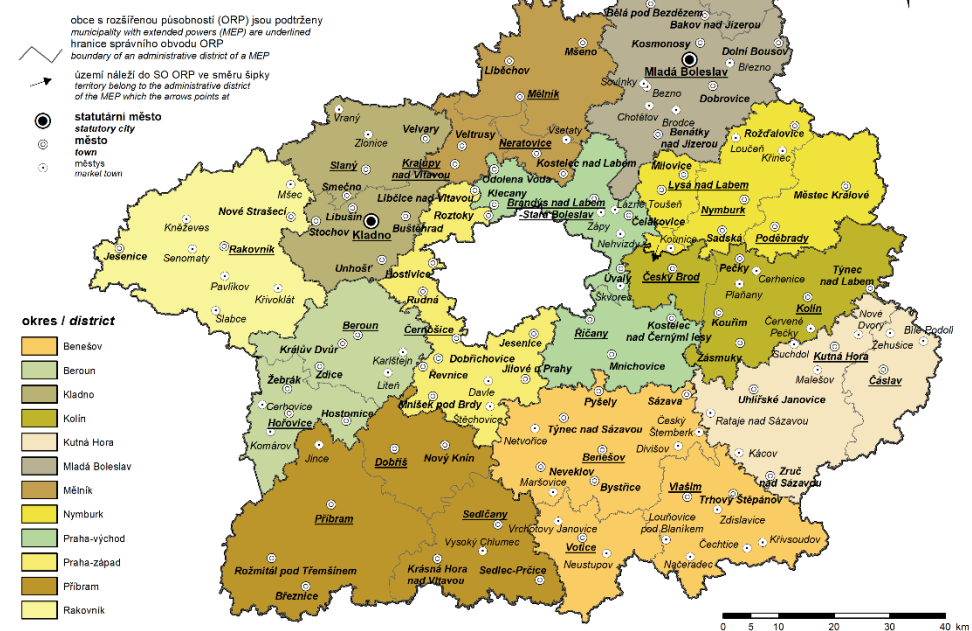 obce s rozšířenou působností (ORP) jsou podtrženy
municipality with extended powers (MEP) are underlined
hranice správního obvodu ORP
boundary of an administrative district of a MEP
území náleží do SO ORP ve směru šipky
territory belong to the administrative district
of the MEP which the arrows points at
statutární město
statutory city
město
town
městys
market town
Bělá pod Bezdězem
Bakov nad Jizerou
Kosmonosy
Dolní Bousov
Mladá Boleslav
Březno
Sovínky
Bezno
Dobrovice
Chotětov
Brodce
Benátky
nad Jizerou
Mšeno
Liběchov
Mělník
Veltrusy
Všetaty
Neratovice
Kralupy
nad Vltavou
Kostelec nad Labem
Vraný
Zlonice
Velvary
Slaný
Smečno
Libušín
Stochov
Kladno
Buštěhrad
Unhošť
Libčice nad Vltavou
Roztoky
Odolena Voda
Klecany
Brandýs nad Labem
-Stará Boleslav
Lázně Toušeň
Čelákovice
Zápy
Nehvizdy
Úvaly
Škvorec
Rožďalovice
Loučeň
Křinec
Milovice
Lysá nad Labem
Městec Králové
Nymburk
Sadská
Poděbrady
Kounice
Mšec
Nové Strašecí
Kněževes
Jesenice
Senomaty
Rakovník
Pavlíkov
Křivoklát
Slabce
Hostivice
Rudná
Černošice
Český Brod
Pečky
Cerhenice
Týnec
nad Labem
Plaňany
Kolín
Kouřim
Červené
Pečky
Zásmuky
Nové
Dvory
Bílé Podolí
Žehušice
Suchdol
Kutná Hora
Malešov
Čáslav
Uhlířské Janovice
Rataje nad Sázavou
Kácov
Zruč
nad Sázavou
Beroun
Králův Dvůr
Karlštejn
Zdice
Žebrák
Liteň
Cerhovice
Hořovice
Hostomice
Komárov
Dobřichovice
Řevnice
Jesenice
Jílové u Prahy
Davle
Mníšek pod Brdy
Štěchovice
Říčany
Kostelec
nad Černými lesy
Mnichovice
Pyšely
Sázava
Týnec nad Sázavou
Český
Šternberk
Netvořice
Divišov
Benešov
Neveklov
Bystřice
Maršovice
Vlašim
Trhový Štěpánov
Vrchotovy Janovice
Louňovice
pod Blaníkem
Zdislavice
Votice
Čechtice
Křivsoudov
Neustupov
Načeradec
Jince
Dobříš
Nový Knín
Příbram
Sedlčany
Vysoký Chlumec
Rožmitál pod Třemšínem
Krásná Hora
nad Vltavou
Sedlec-Prčice
Březnice
okres / district
Benešov
Beroun
Kladno
Kolín
Kutná Hora
Mladá Boleslav
Mělník
Nymburk
Praha-východ
Praha-západ
Příbram
Rakovník
0 5 10 20 30 40 km